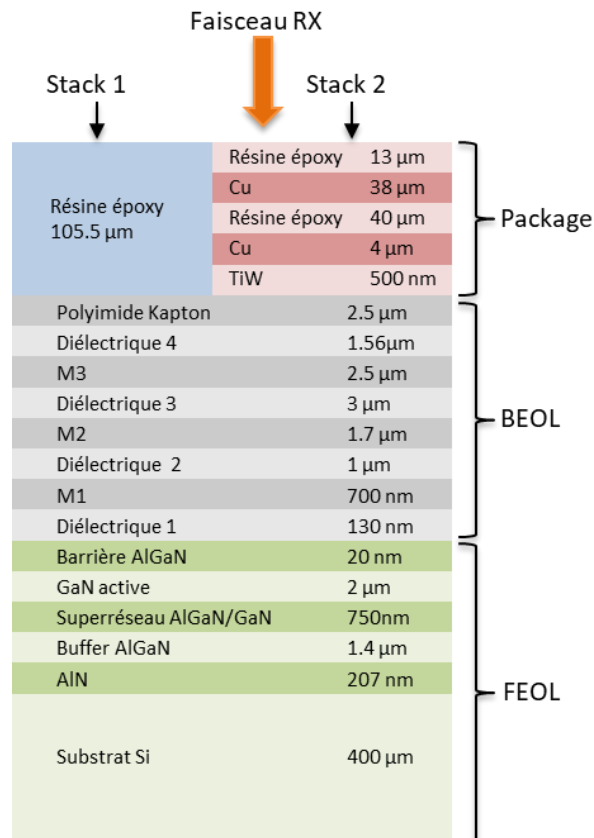 Faisceau RX
Stack 1
Stack 2
Résine époxy
105.5 µm
Résine époxy 13 µm
Cu 38 µm
Résine époxy 40 µm
Cu 4 µm
TiW 500 nm
Package
Polyimide Kapton 2.5 µm
Diélectrique 4 1.56µm
M3 2.5 µm
Diélectrique 3 3 µm
M2 1.7 µm
Diélectrique 2 1 µm
M1 700 nm
Diélectrique 1 130 nm
BEOL
Barrière AlGaN 20 nm
GaN active 2 µm
Superréseau AlGaN/GaN 750nm
Buffer AlGaN 1.4 µm
AlN 207 nm
Substrat Si 400 µm
FEOL